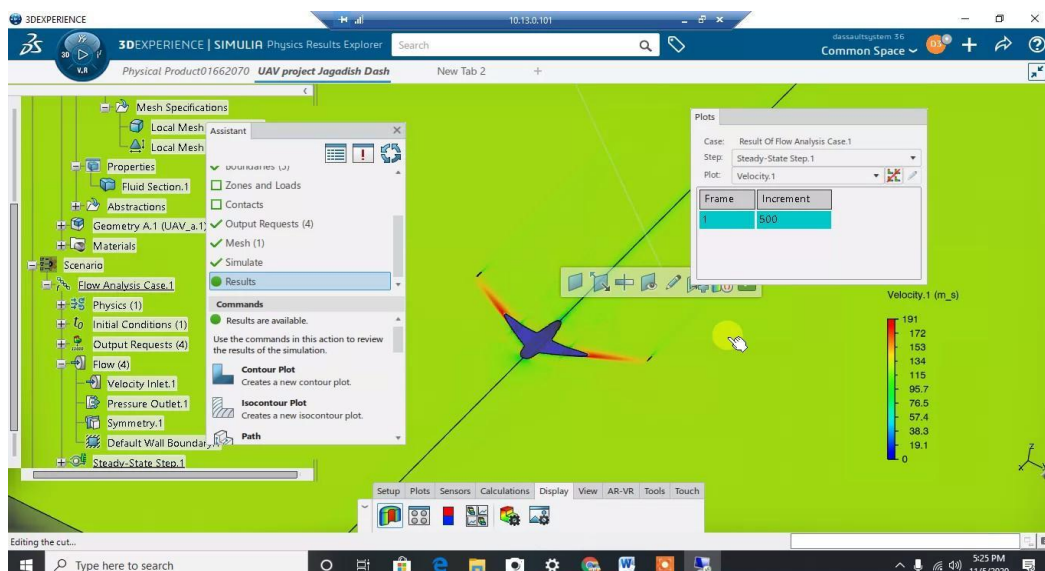 3DEXPERIENCE
10.13.0.101
3DEXPERIENCE | SIMULIA Physics Results Explorer
Search
dassaultsystem 36
Common Space
3D
V.R
Physical Product01662070
UAV project Jagadish Dash
New Tab 2
Mesh Specifications
Local Mesh
Local Mesh
Properties
Fluid Section.1
Abstractions
Geometry A.1 (UAV_a.1)
Materials
Scenario
Flow Analysis Case.1
Physics (1)
Initial Conditions (1)
Output Requests (4)
Flow (4)
Velocity Inlet.1
Pressure Outlet.1
Symmetry.1
Default Wall Boundary
Steady-State Step.1
Assistant
Boundaries (5)
Zones and Loads
Contacts
Output Requests (4)
Mesh (1)
Simulate
Results
Commands
Results are available.
Use the commands in this action to review
the results of the simulation.
Contour Plot
Creates a new contour plot.
Isocontour Plot
Creates a new isocontour plot.
Path
Plots
Case: Result Of Flow Analysis Case.1
Step: Steady-State Step.1
Plot: Velocity.1
Frame Increment
1 500
Velocity.1 (m_s)
191
172
153
134
115
95.7
76.5
57.4
38.3
19.1
0
z
x
Setup Plots Sensors Calculations Display View AR-VR Tools Touch
Editing the cut...
Type here to search
5:25 PM
11/5/2020